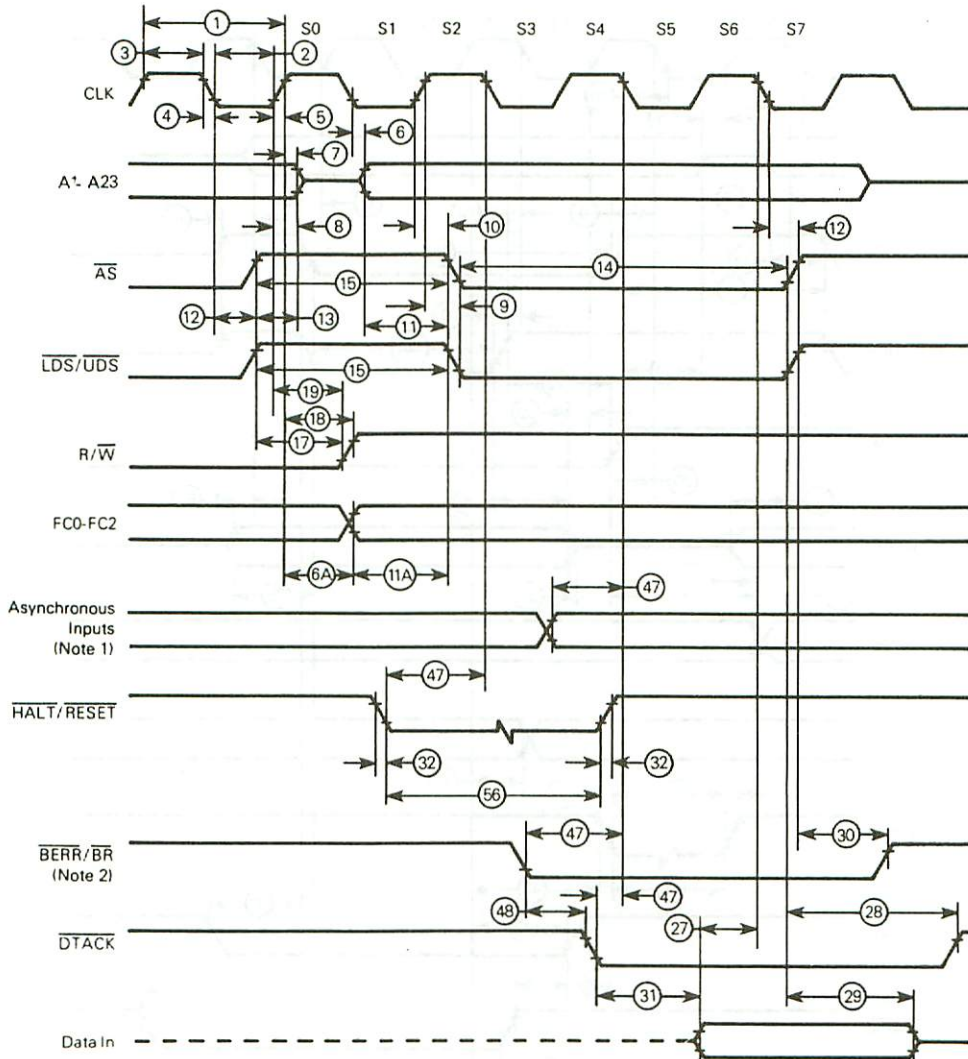 ① S0 S1 S2 S3 S4 S5 S6 S7
③ ②
CLK
④ ⑤ ⑥
⑦
A*- A23
⑧ ⑩ ⑫
AS
⑭
⑮
⑨
⑫ ⑬ ⑪
LDS/UDS
⑮
⑲
⑱
⑰
R/W
FC0-FC2
6A 11A
47
Asynchronous
Inputs
(Note 1)
47
HALT/RESET
32 32
56
47 30
BERR/BR
(Note 2)
47
48 27 28
DTACK
31 29
Data In